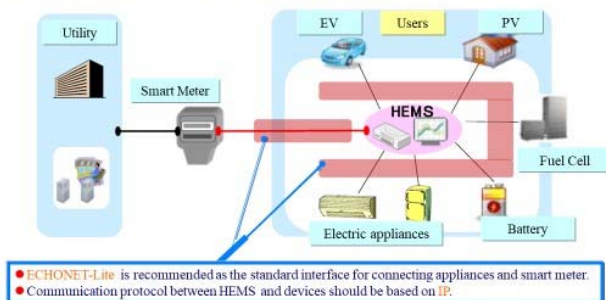 EV
Users
PV
Utility
Smart Meter
HEMS
Fuel Cell
Electric appliances
Battery
● ECHONET-Lite is recommended as the standard interface for connecting appliances and smart meter.
● Communication protocol between HEMS and devices should be based on IP.